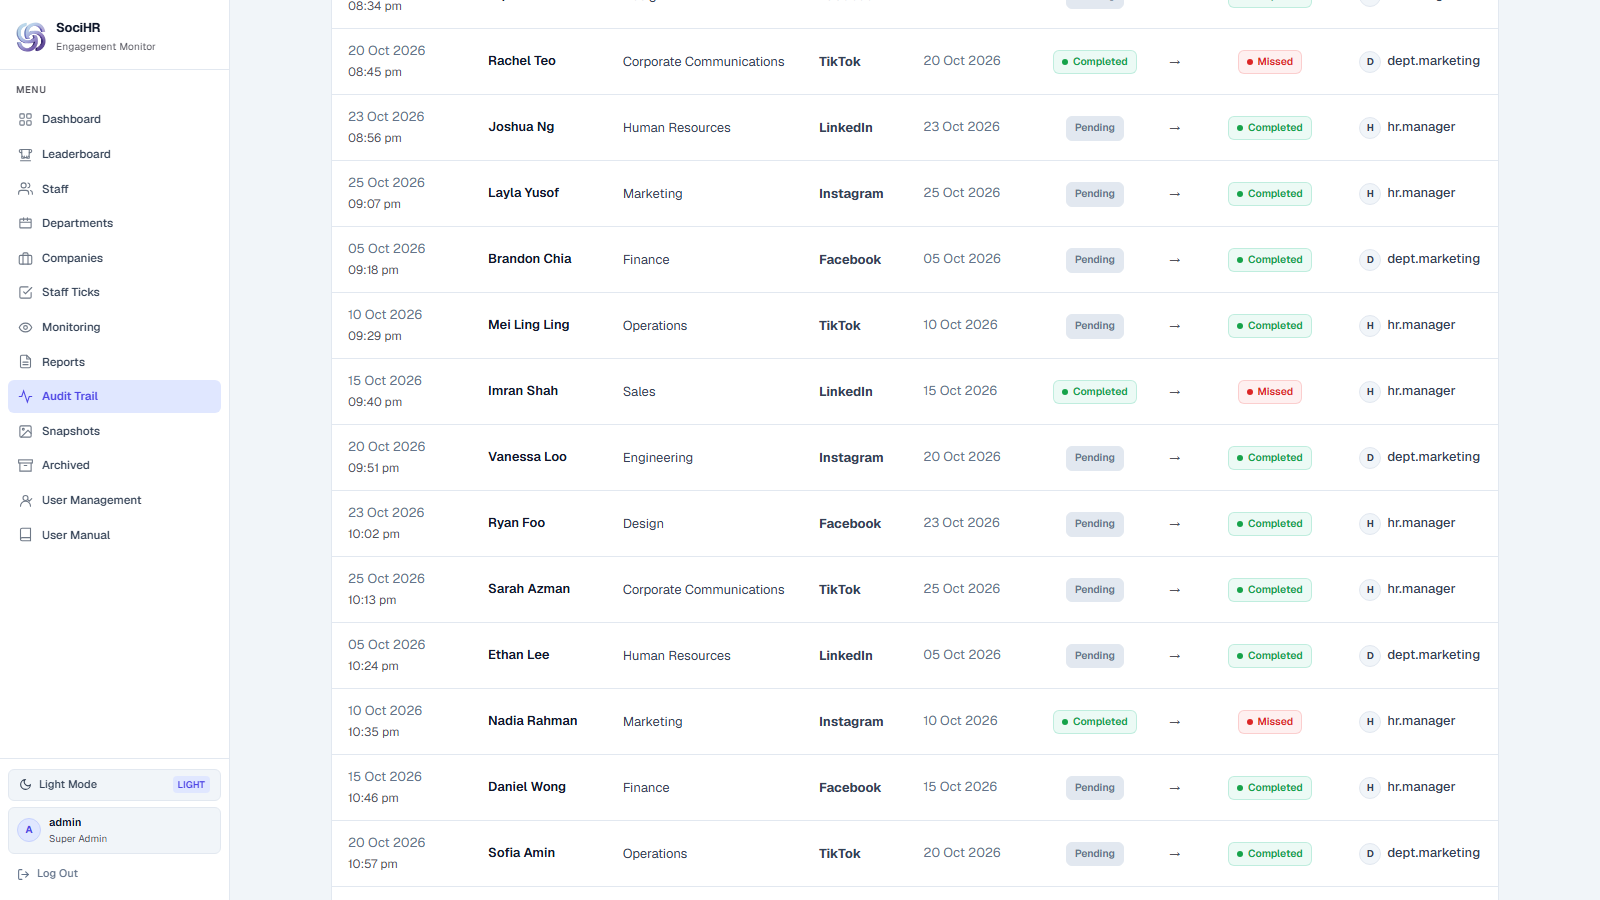 SociHR
Engagement Monitor
MENU
Dashboard
Leaderboard
Staff
Departments
Companies
Staff Ticks
Monitoring
Reports
Audit Trail
Snapshots
Archived
User Management
User Manual
Light Mode LIGHT
A admin
Super Admin
Log Out
08:34 pm
20 Oct 2026
08:45 pm
Rachel Teo Corporate Communications TikTok 20 Oct 2026 Completed → Missed D dept.marketing
23 Oct 2026
08:56 pm
Joshua Ng Human Resources LinkedIn 23 Oct 2026 Pending → Completed H hr.manager
25 Oct 2026
09:07 pm
Layla Yusof Marketing Instagram 25 Oct 2026 Pending → Completed H hr.manager
05 Oct 2026
09:18 pm
Brandon Chia Finance Facebook 05 Oct 2026 Pending → Completed D dept.marketing
10 Oct 2026
09:29 pm
Mei Ling Ling Operations TikTok 10 Oct 2026 Pending → Completed H hr.manager
15 Oct 2026
09:40 pm
Imran Shah Sales LinkedIn 15 Oct 2026 Completed → Missed H hr.manager
20 Oct 2026
09:51 pm
Vanessa Loo Engineering Instagram 20 Oct 2026 Pending → Completed D dept.marketing
23 Oct 2026
10:02 pm
Ryan Foo Design Facebook 23 Oct 2026 Pending → Completed H hr.manager
25 Oct 2026
10:13 pm
Sarah Azman Corporate Communications TikTok 25 Oct 2026 Pending → Completed H hr.manager
05 Oct 2026
10:24 pm
Ethan Lee Human Resources LinkedIn 05 Oct 2026 Pending → Completed D dept.marketing
10 Oct 2026
10:35 pm
Nadia Rahman Marketing Instagram 10 Oct 2026 Completed → Missed H hr.manager
15 Oct 2026
10:46 pm
Daniel Wong Finance Facebook 15 Oct 2026 Pending → Completed H hr.manager
20 Oct 2026
10:57 pm
Sofia Amin Operations TikTok 20 Oct 2026 Pending → Completed D dept.marketing